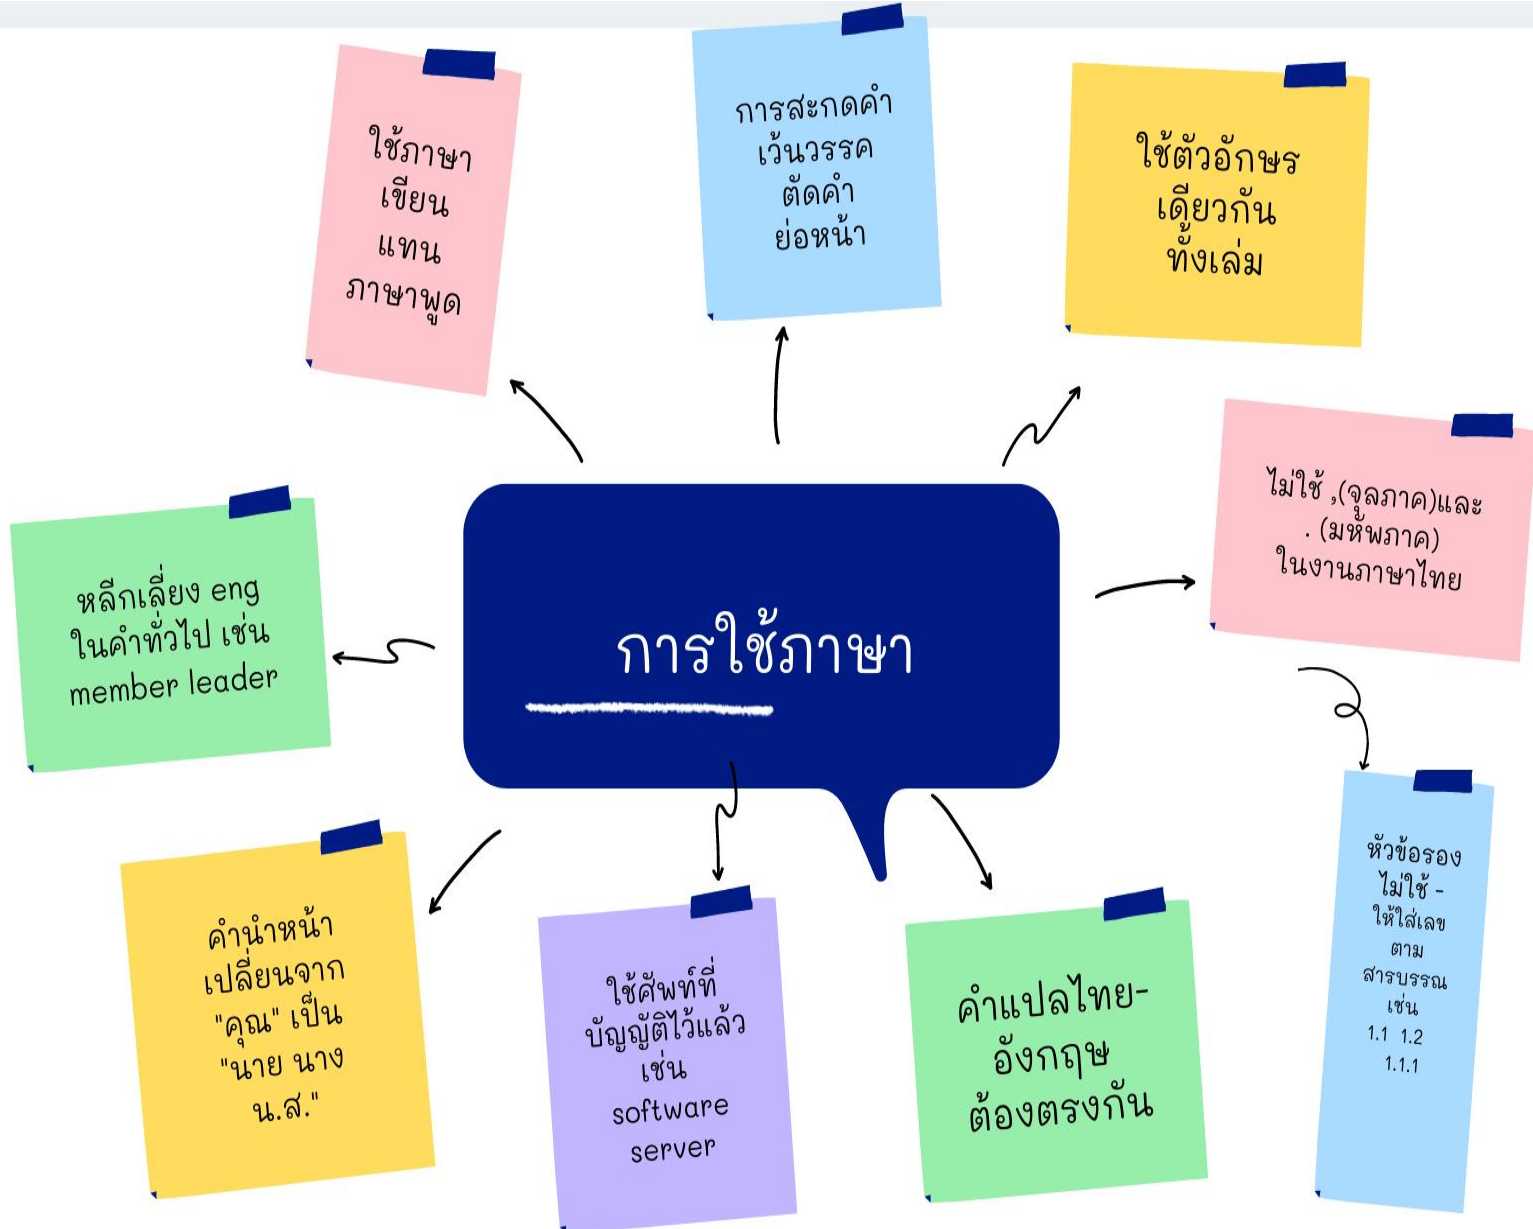 ใช้ภาษา
เขียน
แทน
ภาษาพูด
การสะกดคำ
เว้นวรรค
ตัดคำ
ย่อหน้า
ใช้ตัวอักษร
เดียวกัน
ทั้งเล่ม
ไม่ใช้ ,(จุลภาค)และ
. (มหัพภาค)
ในงานภาษาไทย
หลีกเลี่ยง eng
ในคำทั่วไป เช่น
member leader
การใช้ภาษา
คำนำหน้า
เปลี่ยนจาก
"คุณ" เป็น
"นาย นาง
น.ส."
ใช้ศัพท์ที่
บัญญัติไว้แล้ว
เช่น
software
server
คำแปลไทย-
อังกฤษ
ต้องตรงกัน
หัวข้อรอง
ไม่ใช้ -
ให้ใส่เลข
ตาม
สารบรรณ
เช่น
1.1 1.2
1.1.1